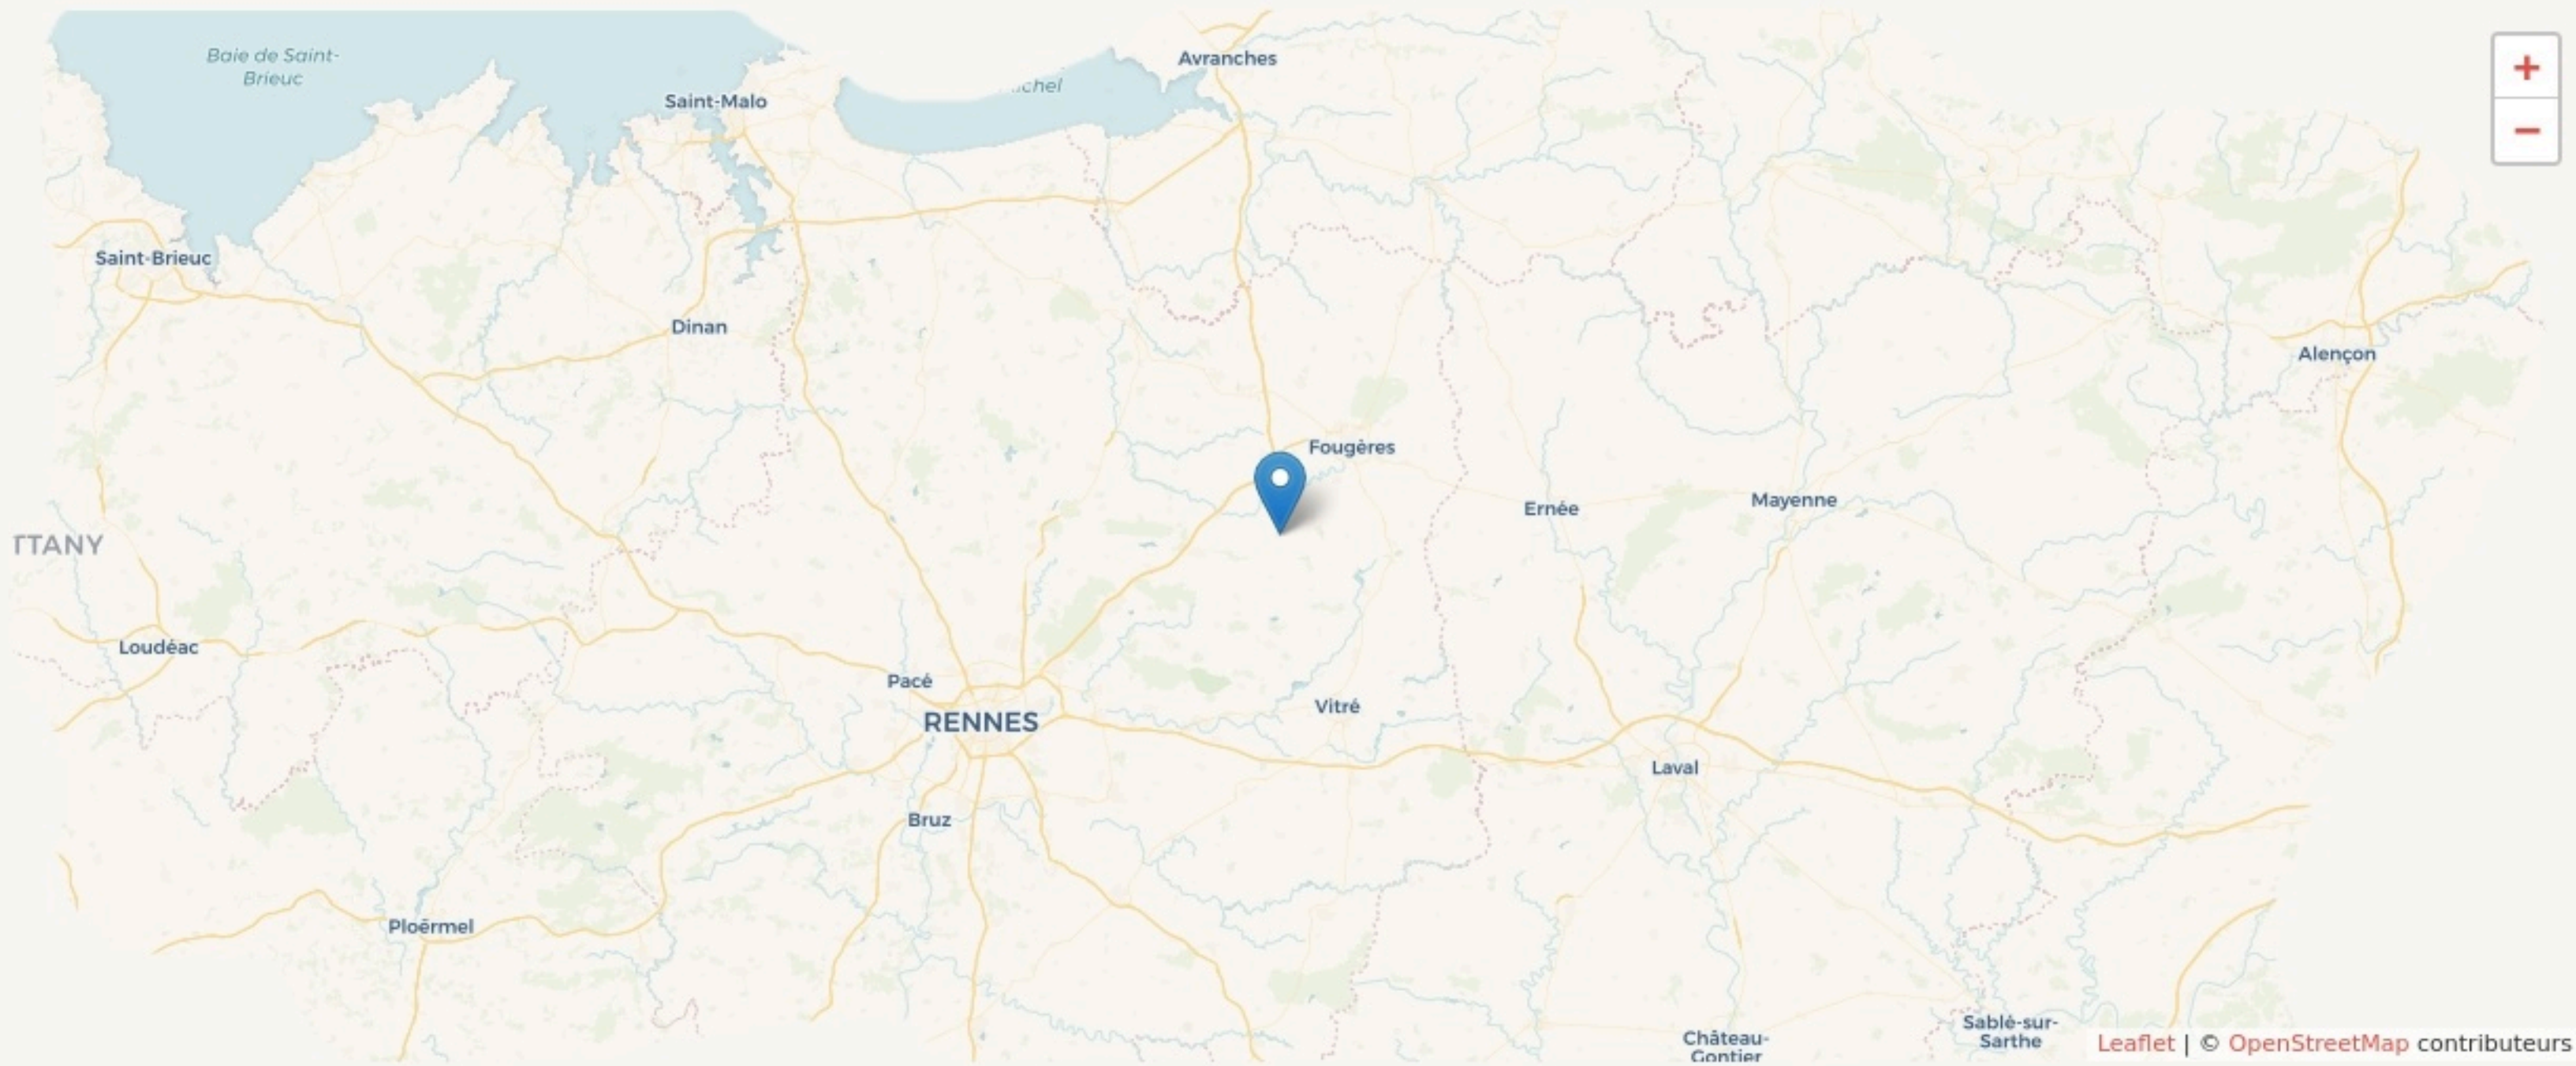 Baie de Saint-
Brieuc
Avranches
+
ichel
Saint-Malo
−
Saint-Brieuc
Dinan
Alençon
Fougères
Mayenne
Ernée
TTANY
Loudéac
Pacé
Vitré
RENNES
Laval
Bruz
Ploërmel
Sablé-sur-
Sarthe
Château-
Gontier
Leaflet | © OpenStreetMap contributeurs